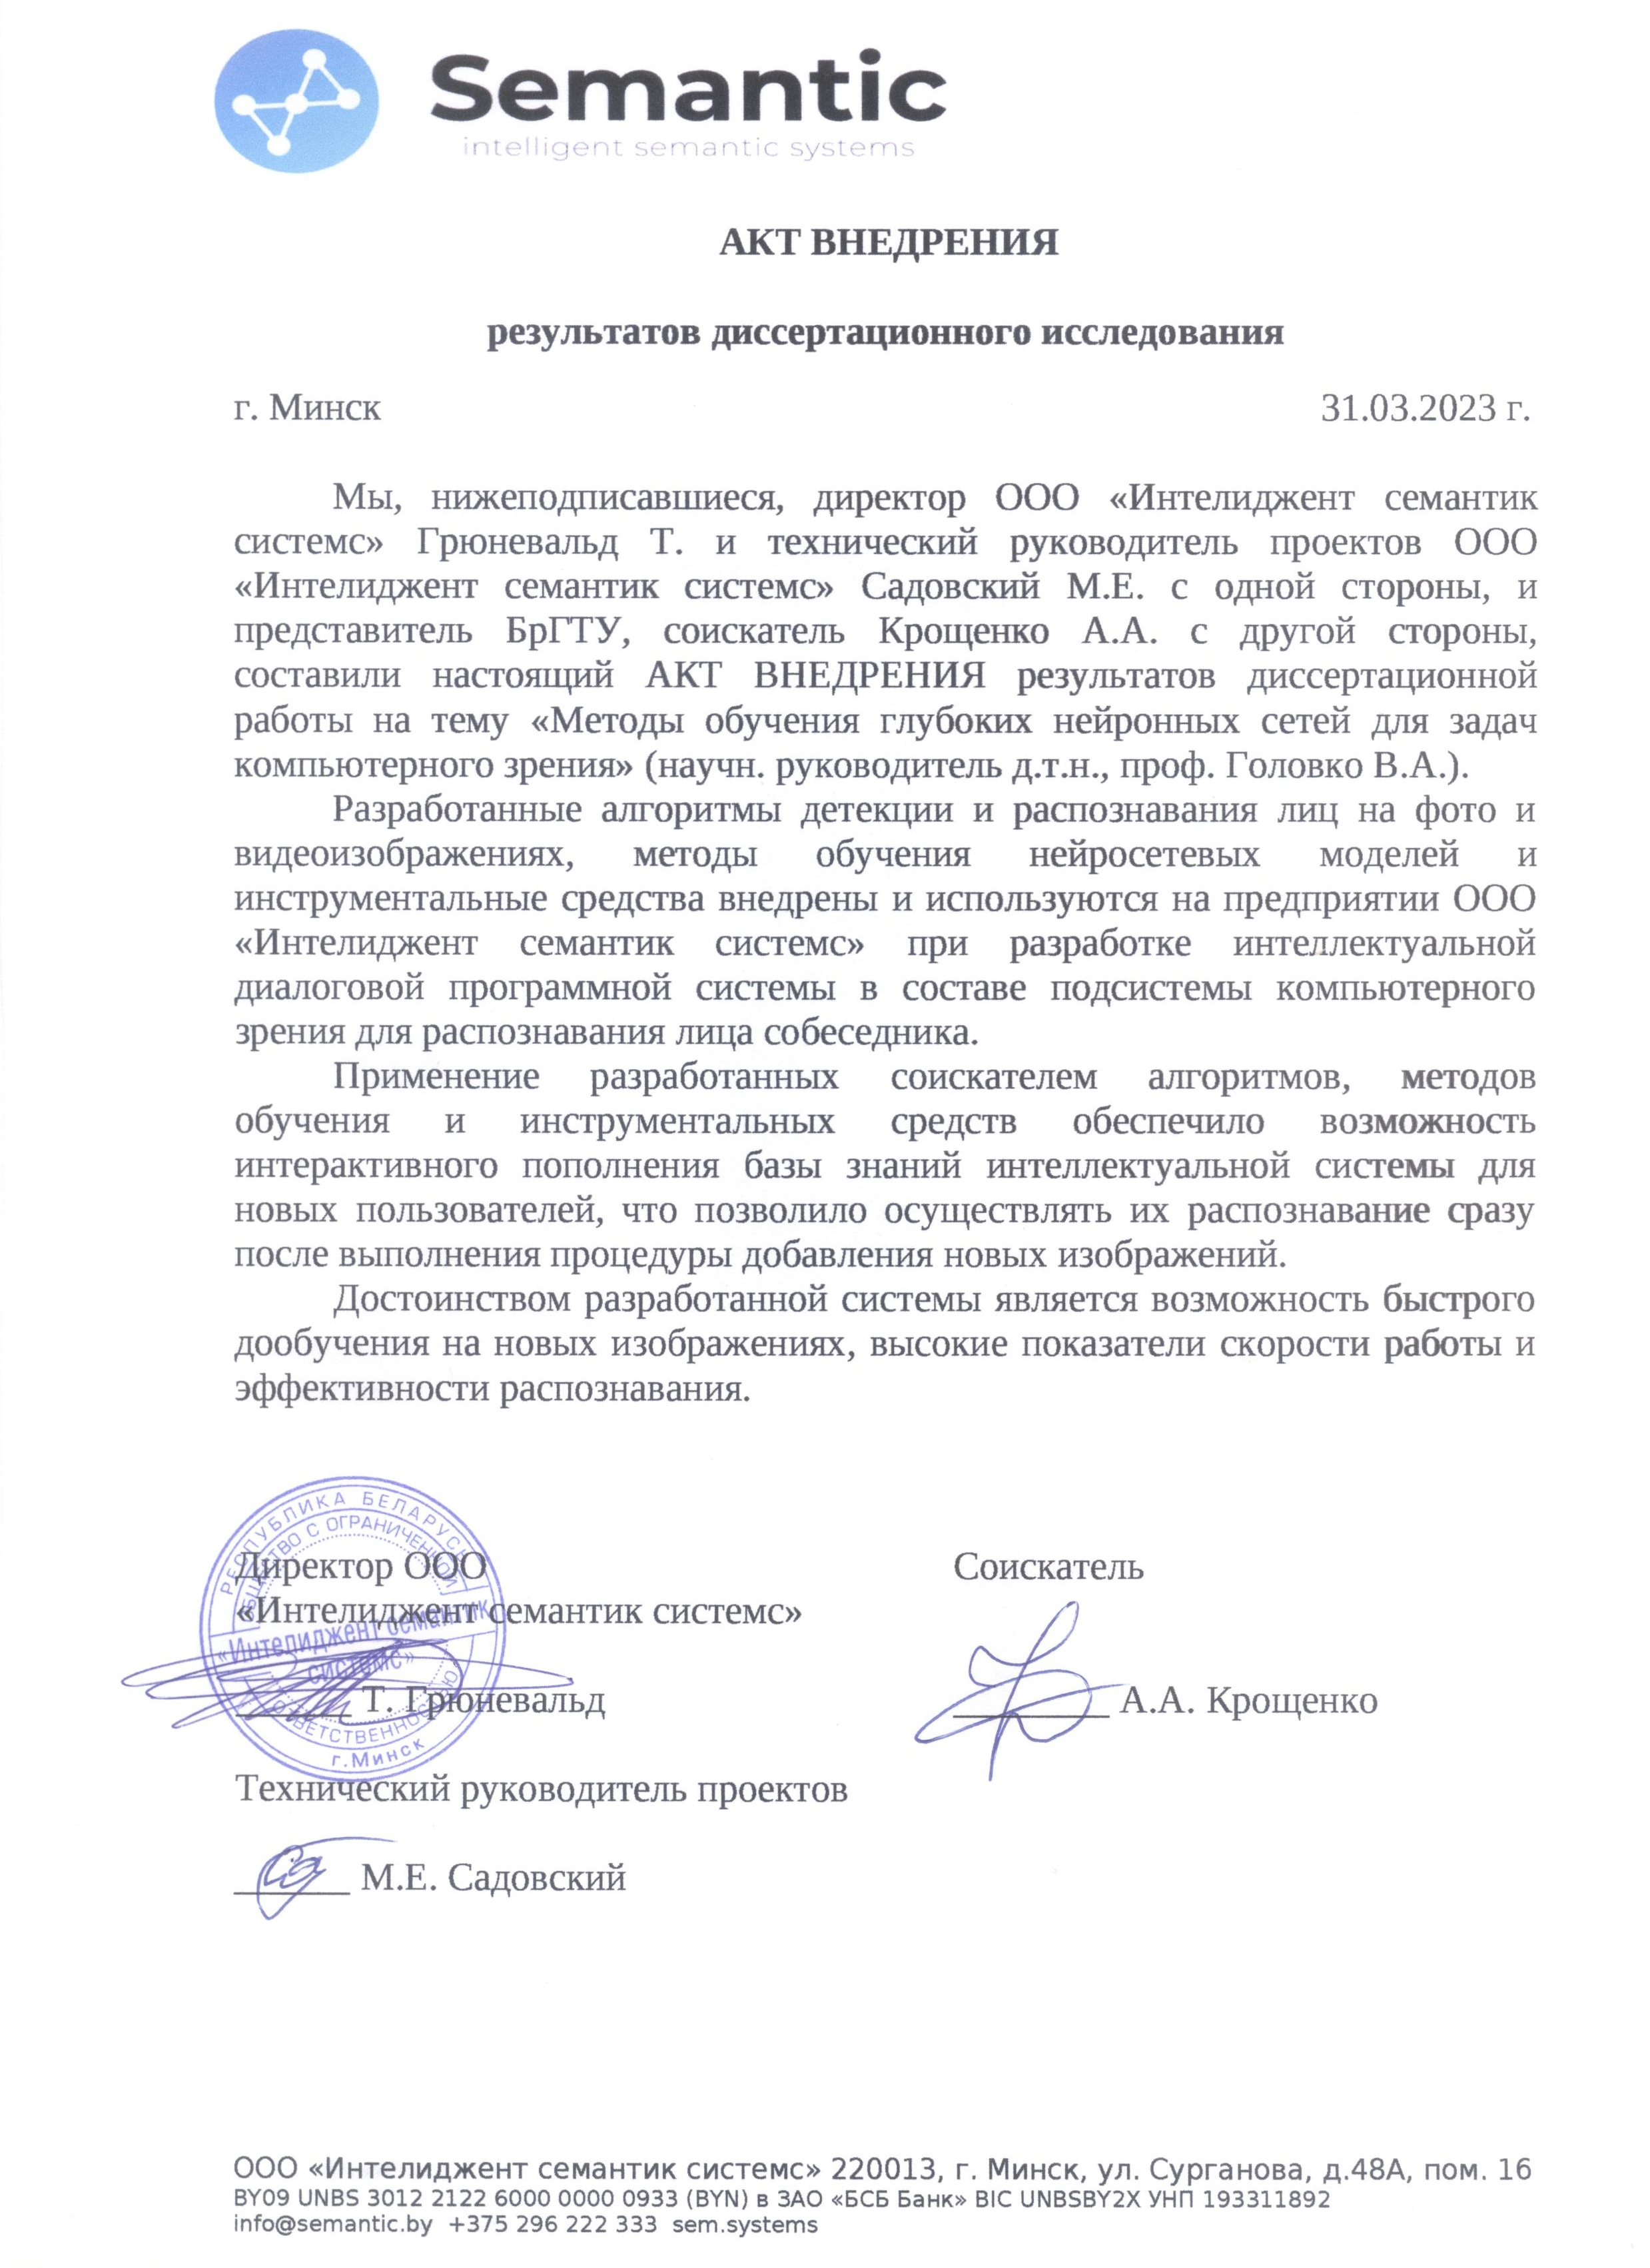 Semantic
intelligent semantic systems
АКТ ВНЕДРЕНИЯ
результатов диссертационного исследования
г. Минск 31.03.2023 г.
Мы, нижеподписавшиеся, директор ООО «Интелиджент семантик
системс» Грюневальд Т. и технический руководитель проектов ООО
«Интелиджент семантик системс» Садовский М.Е. с одной стороны, и
представитель БрГТУ, соискатель Крощенко А.А. с другой стороны,
составили настоящий АКТ ВНЕДРЕНИЯ результатов диссертационной
работы на тему «Методы обучения глубоких нейронных сетей для задач
компьютерного зрения» (научн. руководитель д.т.н., проф. Головко В.А.).
Разработанные алгоритмы детекции и распознавания лиц на фото и
видеоизображениях, методы обучения нейросетевых моделей и
инструментальные средства внедрены и используются на предприятии ООО
«Интелиджент семантик системс» при разработке интеллектуальной
диалоговой программной системы в составе подсистемы компьютерного
зрения для распознавания лица собеседника.
Применение разработанных соискателем алгоритмов, методов
обучения и инструментальных средств обеспечило возможность
интерактивного пополнения базы знаний интеллектуальной системы для
новых пользователей, что позволило осуществлять их распознавание сразу
после выполнения процедуры добавления новых изображений.
Достоинством разработанной системы является возможность быстрого
дообучения на новых изображениях, высокие показатели скорости работы и
эффективности распознавания.
РЕСПУБЛИКА БЕЛАРУСЬ
ОБЩЕСТВО С ОГРАНИЧЕННОЙ
«Интелиджент семантик
системс»
ОТВЕТСТВЕННОСТЬЮ
г.Минск
Директор ООО
«Интелиджент семантик системс»
Т. Грюневальд
Соискатель
А.А. Крощенко
Технический руководитель проектов
М.Е. Садовский
ООО «Интелиджент семантик системс» 220013, г. Минск, ул. Сурганова, д.48А, пом. 16
BY09 UNBS 3012 2122 6000 0000 0933 (BYN) в ЗАО «БСБ Банк» BIC UNBSBY2X УНП 193311892
info@semantic.by +375 296 222 333 sem.systems